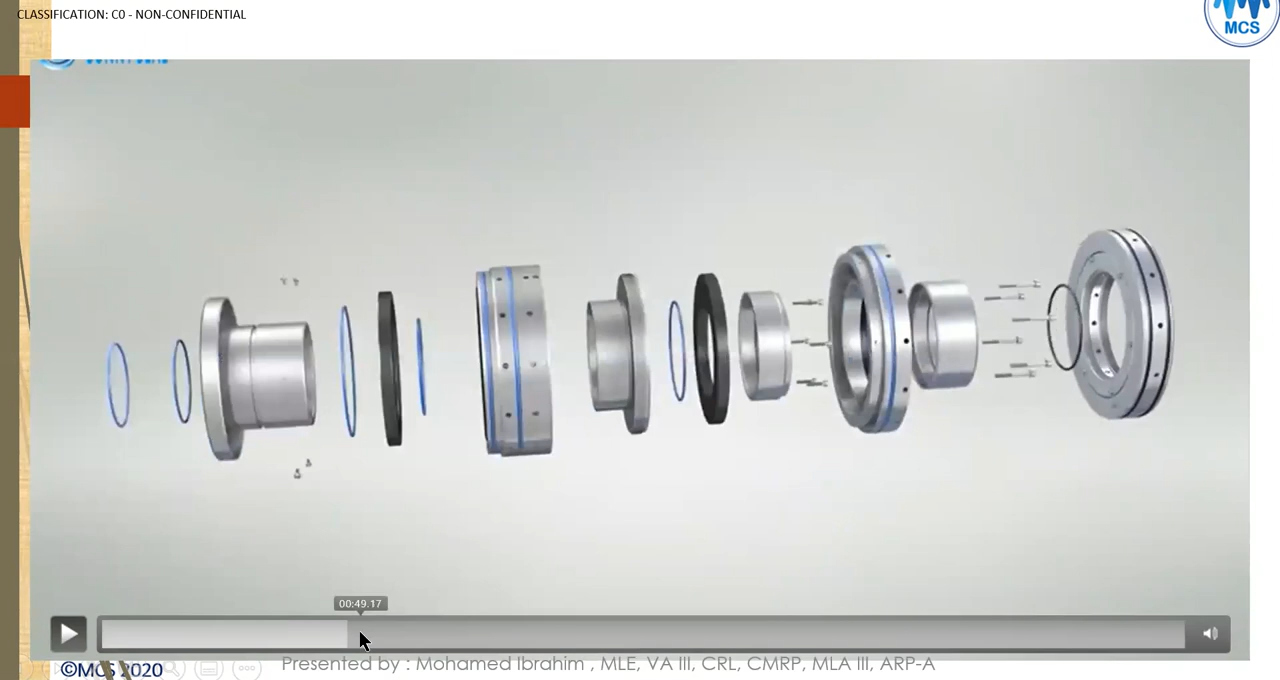 CLASSIFICATION: C0 - NON-CONFIDENTIAL
MCS
00:49.17
©MCS 2020
Presented by : Mohamed Ibrahim , MLE, VA III, CRL, CMRP, MLA III, ARP-A